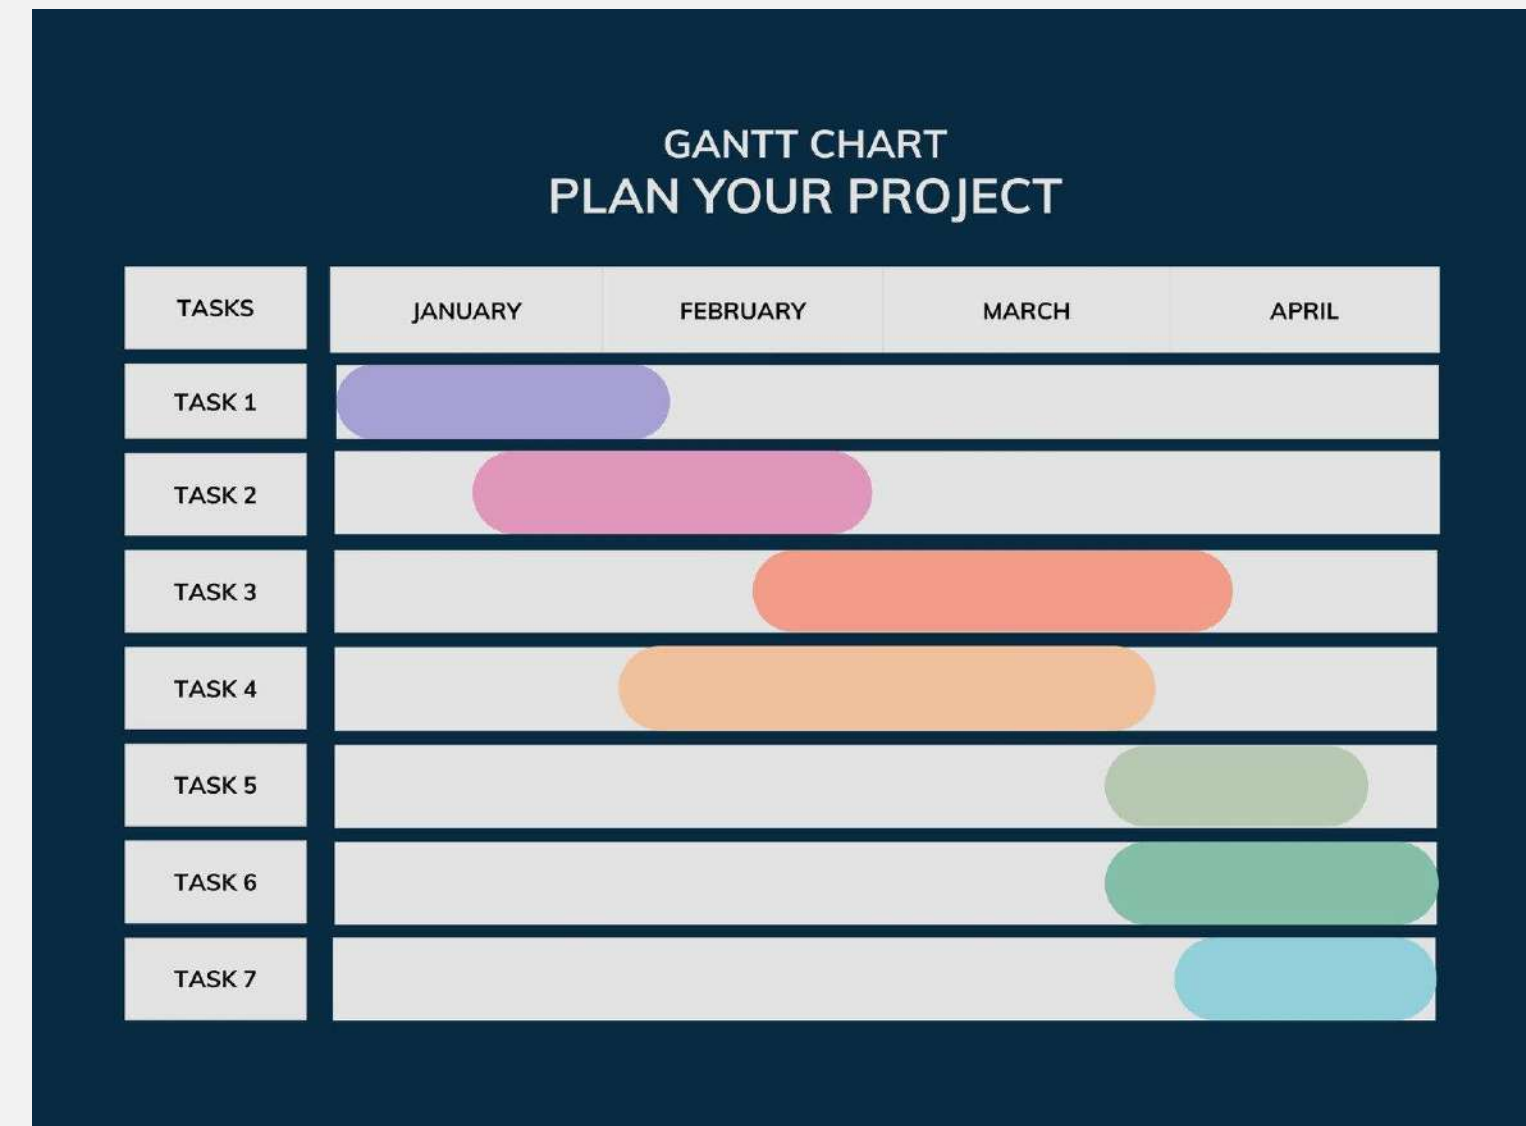 GANTT CHART
PLAN YOUR PROJECT
TASKS
JANUARY
FEBRUARY
MARCH
APRIL
TASK 1
TASK 2
TASK 3
TASK 4
TASK 5
TASK 6
TASK 7